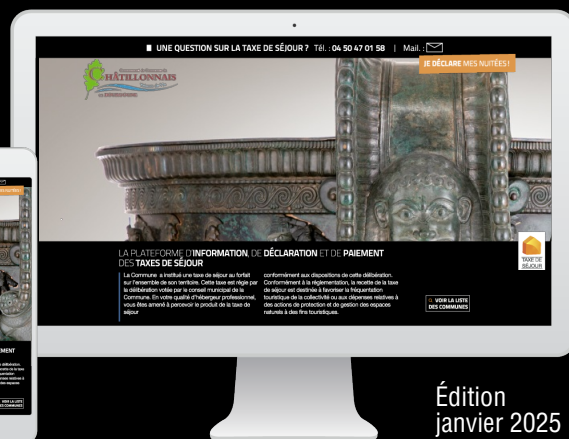 UNE QUESTION SUR LA TAXE DE SÉJOUR ? Tél. : 04 50 47 01 58 | Mail. :
JE DÉCLARE MES NUITÉES !
CHÂTILLONNAIS
LA PLATEFORME D'INFORMATION, DE DÉCLARATION ET DE PAIEMENT
DES TAXES DE SÉJOUR
La Commune a institué une taxe de séjour au forfait
sur l'ensemble de son territoire. Cette taxe est régie par
la délibération votée par le conseil municipal de la
Commune. En votre qualité d'hébergeur professionnel,
vous êtes amené à percevoir le produit de la taxe de
séjour
conformément aux dispositions de cette délibération.
Conformément à la réglementation, la recette de la taxe
de séjour est destinée à favoriser la fréquentation
touristique de la collectivité ou aux dépenses relatives à
des actions de protection et de gestion des espaces
naturels à des fins touristiques.
VOIR LA LISTE
DES COMMUNES
TAXE DE
SÉJOUR
Édition
janvier 2025